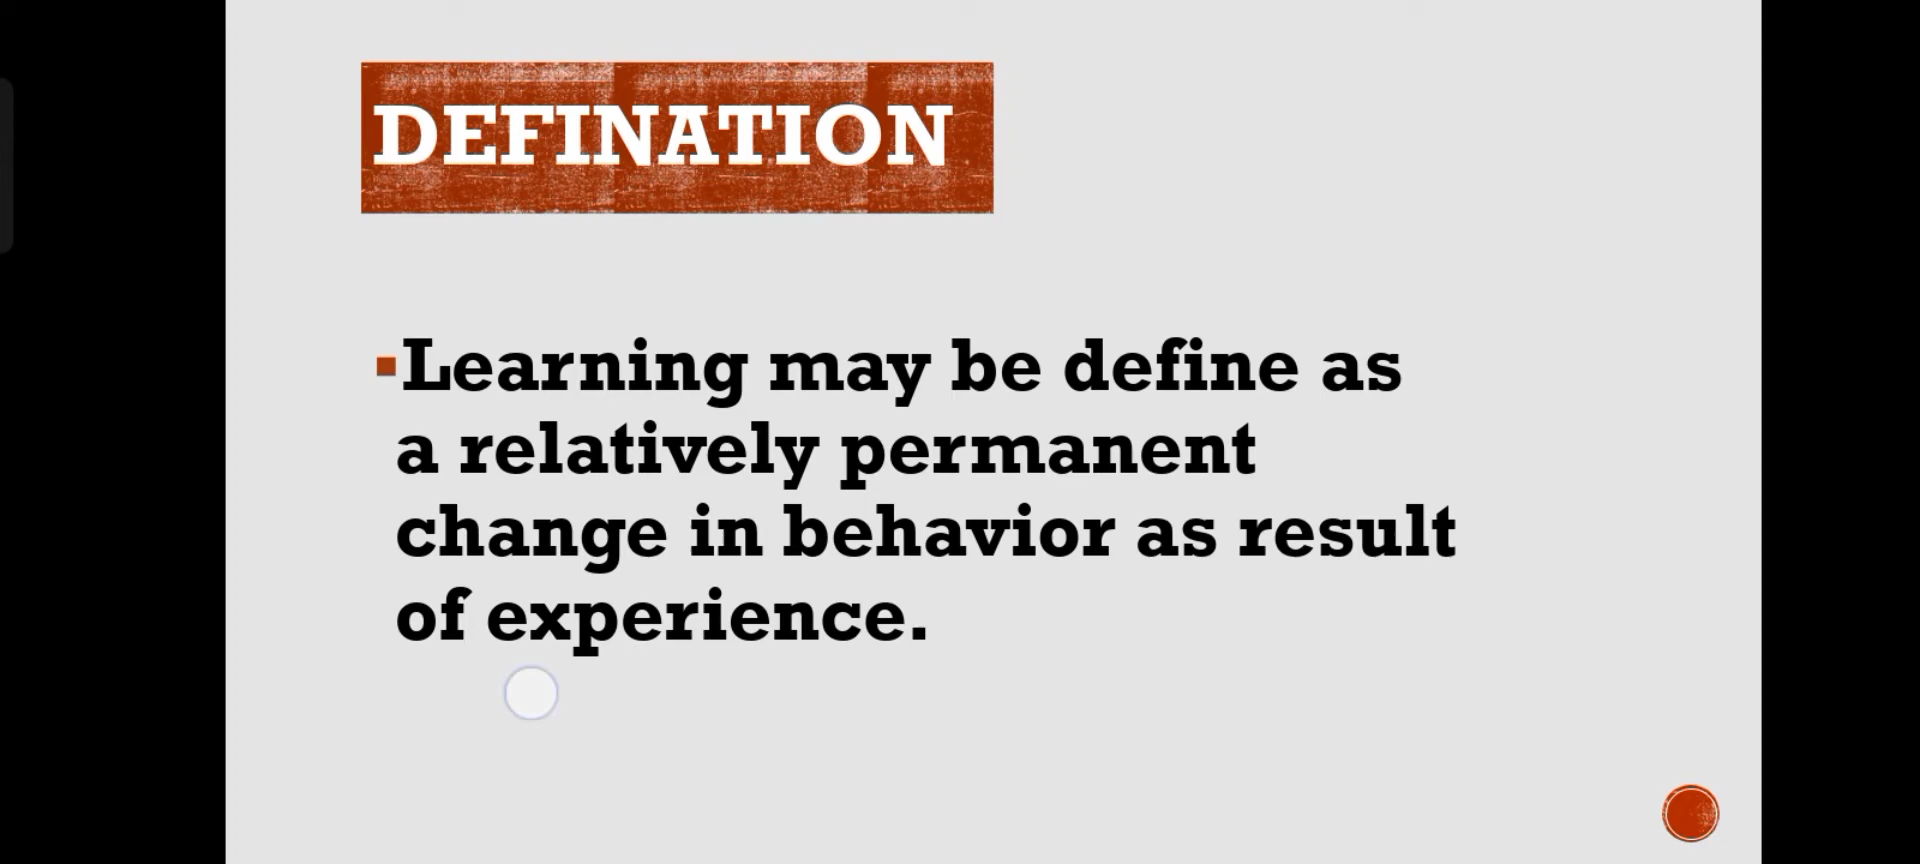 DEFINATION
Learning may be define as
a relatively permanent
change in behavior as result
of experience.